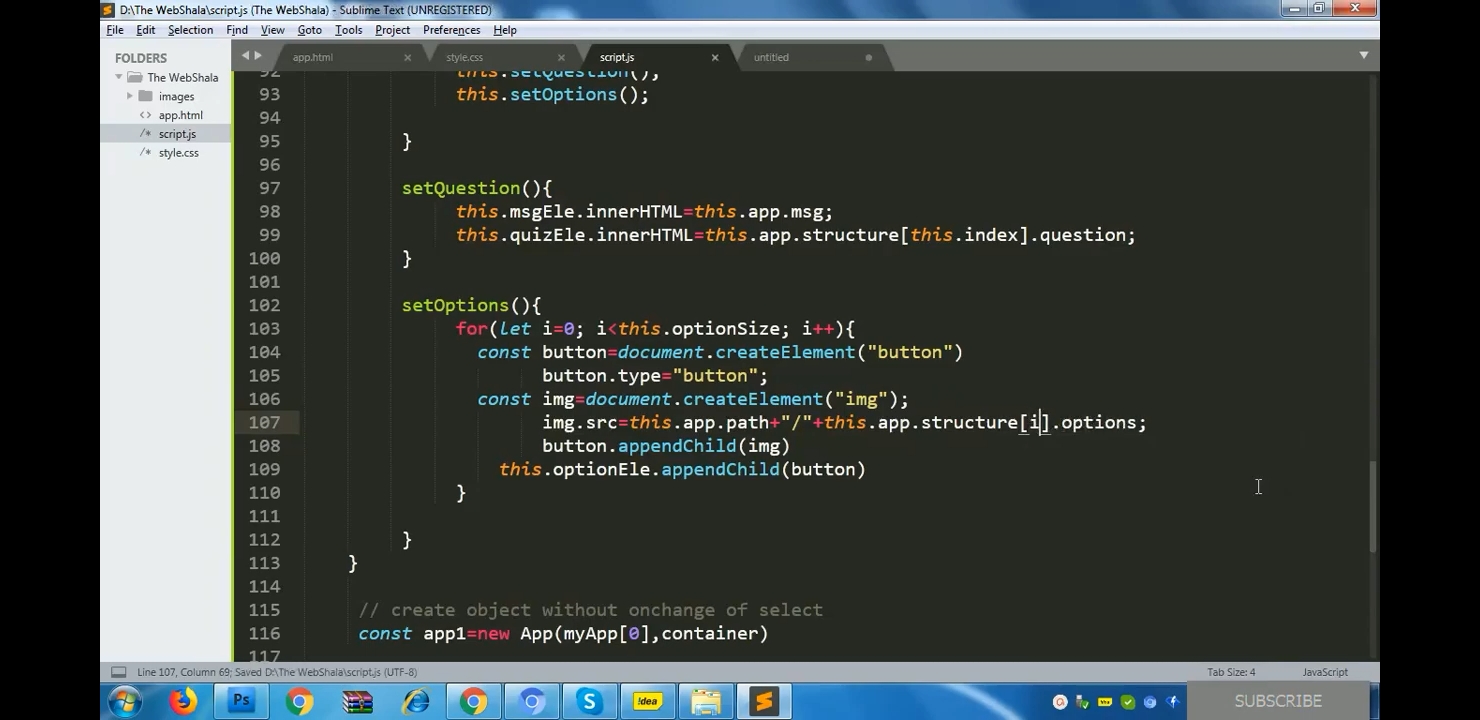 D:\The WebShala\script.js (The WebShala) - Sublime Text (UNREGISTERED)
File Edit Selection Find View Goto Tools Project Preferences Help
FOLDERS
The WebShala
images
app.html
script.js
style.css
app.html style.css script.js untitled
92 this.setQuestion();
93 this.setOptions();
94
95 }
96
97 setQuestion(){
98 this.msgEle.innerHTML=this.app.msg;
99 this.quizEle.innerHTML=this.app.structure[this.index].question;
100 }
101
102 setOptions(){
103 for(let i=0; i<this.optionSize; i++){
104 const button=document.createElement("button")
105 button.type="button";
106 const img=document.createElement("img");
107 img.src=this.app.path+"/"+this.app.structure[i].options;
108 button.appendChild(img)
109 this.optionEle.appendChild(button)
110 }
111
112 }
113 }
114
115 // create object without onchange of select
116 const app1=new App(myApp[0],container)
117
Line 107, Column 69; Saved D:\The WebShala\script.js (UTF-8) Tab Size: 4 JavaScript
Ps !dea SUBSCRIBE